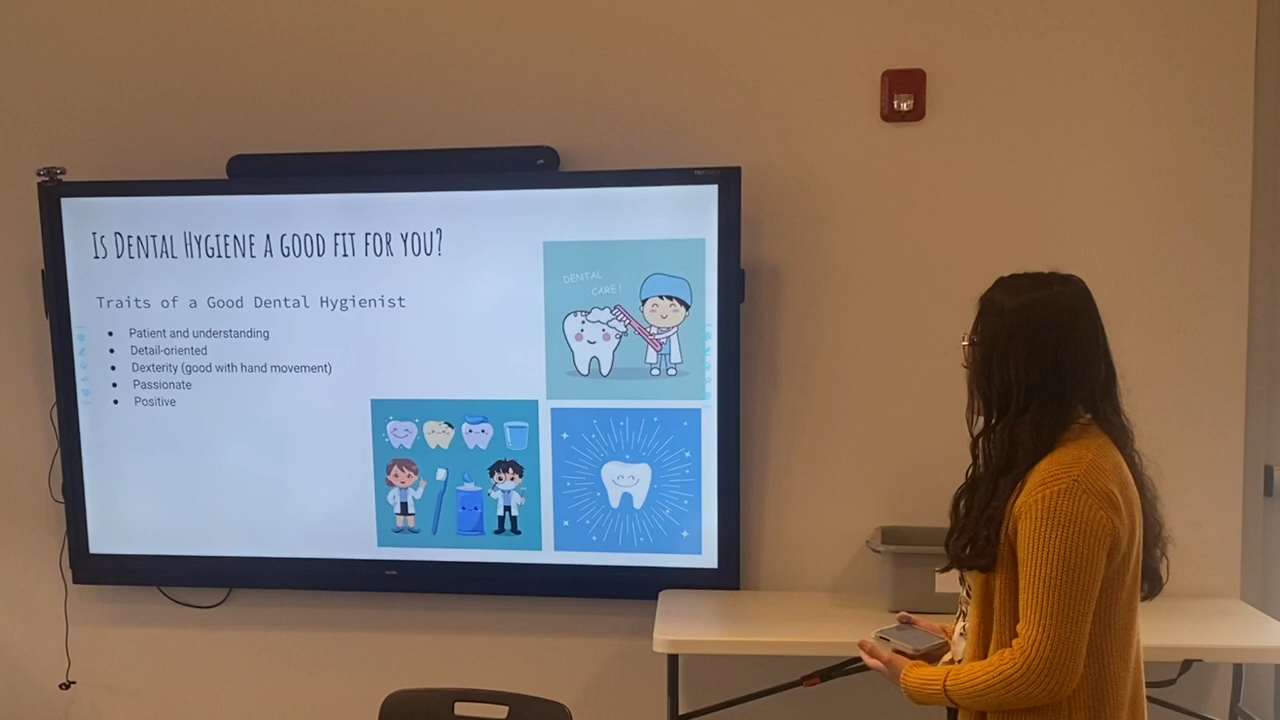 Is Dental Hygiene a good fit for you?
Traits of a Good Dental Hygienist
Patient and understanding
Detail-oriented
Dexterity (good with hand movement)
Passionate
Positive
DENTAL
CARE!